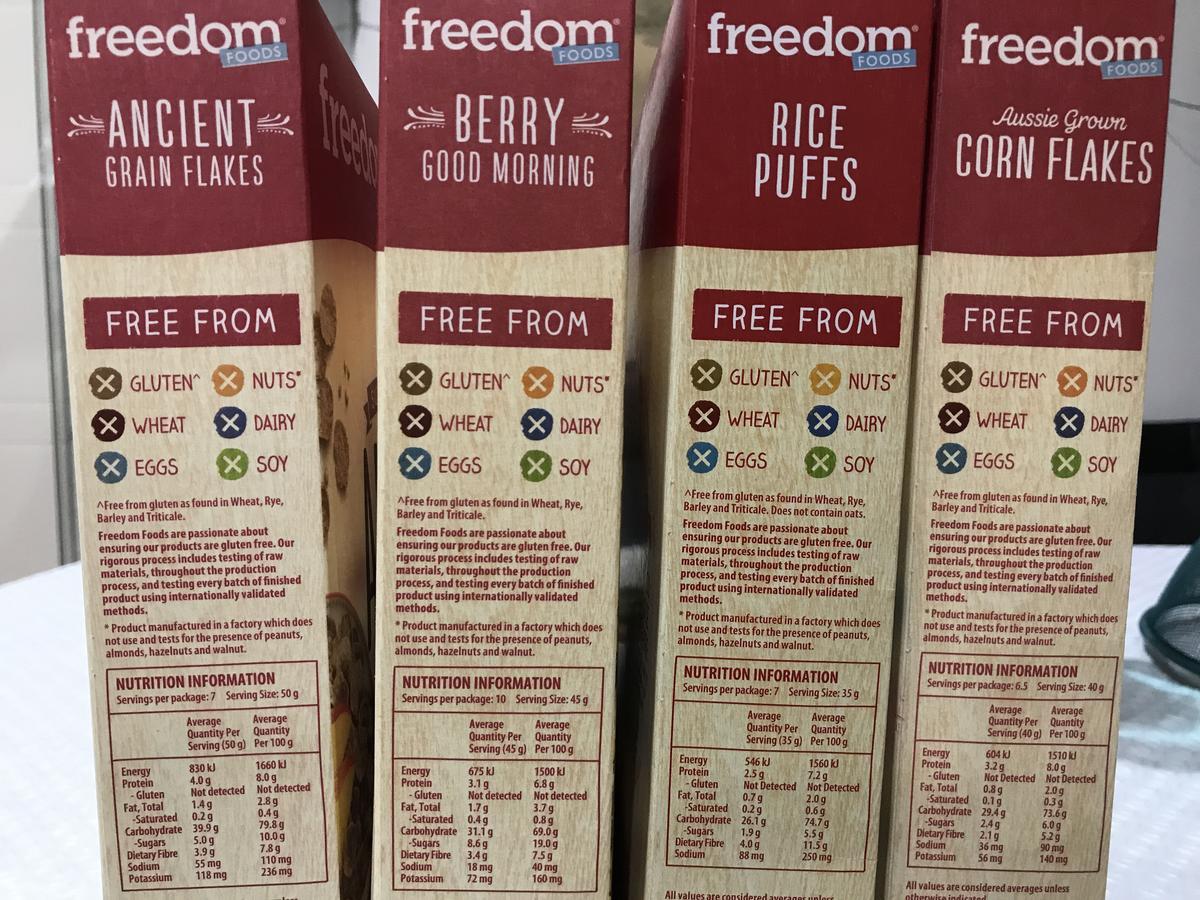 freedom®
FOODS
ANCIENT
GRAIN FLAKES
FREE FROM
GLUTEN^ NUTS*
WHEAT DAIRY
EGGS SOY
^Free from gluten as found in Wheat, Rye,
Barley and Triticale.
Freedom Foods are passionate about
ensuring our products are gluten free. Our
rigorous process includes testing of raw
materials, throughout the production
process, and testing every batch of finished
product using internationally validated
methods.
* Product manufactured in a factory which does
not use and tests for the presence of peanuts,
almonds, hazelnuts and walnut.
NUTRITION INFORMATION
Servings per package: 7 Serving Size: 50 g
Average Average
Quantity Per Quantity
Serving (50 g) Per 100 g
Energy 830 kJ 1660 kJ
Protein 4.0 g 8.0 g
- Gluten Not detected Not detected
Fat, Total 1.4 g 2.8 g
-Saturated 0.2 g 0.4 g
Carbohydrate 39.9 g 79.8 g
-Sugars 5.0 g 10.0 g
Dietary Fibre 3.9 g 7.8 g
Sodium 55 mg 110 mg
Potassium 118 mg 236 mg
freedom®
FOODS
BERRY
GOOD MORNING
FREE FROM
GLUTEN^ NUTS*
WHEAT DAIRY
EGGS SOY
^Free from gluten as found in Wheat, Rye,
Barley and Triticale.
Freedom Foods are passionate about
ensuring our products are gluten free. Our
rigorous process includes testing of raw
materials, throughout the production
process, and testing every batch of finished
product using internationally validated
methods.
* Product manufactured in a factory which does
not use and tests for the presence of peanuts,
almonds, hazelnuts and walnut.
NUTRITION INFORMATION
Servings per package: 10 Serving Size: 45 g
Average Average
Quantity Per Quantity
Serving (45 g) Per 100 g
Energy 675 kJ 1500 kJ
Protein 3.1 g 6.8 g
- Gluten Not detected Not detected
Fat, Total 1.7 g 3.7 g
-Saturated 0.4 g 0.8 g
Carbohydrate 31.1 g 69.0 g
-Sugars 8.6 g 19.0 g
Dietary Fibre 3.4 g 7.5 g
Sodium 18 mg 40 mg
Potassium 72 mg 160 mg
freedom®
FOODS
RICE
PUFFS
FREE FROM
GLUTEN^ NUTS*
WHEAT DAIRY
EGGS SOY
^Free from gluten as found in Wheat, Rye,
Barley and Triticale. Does not contain oats.
Freedom Foods are passionate about
ensuring our products are gluten free. Our
rigorous process includes testing of raw
materials, throughout the production
process, and testing every batch of finished
product using internationally validated
methods.
* Product manufactured in a factory which does
not use and tests for the presence of peanuts,
almonds, hazelnuts and walnut.
NUTRITION INFORMATION
Servings per package: 7 Serving Size: 35 g
Average Average
Quantity Per Quantity
Serving (35 g) Per 100 g
Energy 546 kJ 1560 kJ
Protein 2.5 g 7.2 g
- Gluten Not Detected Not Detected
Fat, Total 0.7 g 2.0 g
-Saturated 0.2 g 0.6 g
Carbohydrate 26.1 g 74.7 g
-Sugars 1.9 g 5.5 g
Dietary Fibre 4.0 g 11.5 g
Sodium 88 mg 250 mg
All values are considered averages unless
freedom®
FOODS
Aussie Grown
CORN FLAKES
FREE FROM
GLUTEN^ NUTS*
WHEAT DAIRY
EGGS SOY
^Free from gluten as found in Wheat, Rye,
Barley and Triticale.
Freedom Foods are passionate about
ensuring our products are gluten free. Our
rigorous process includes testing of raw
materials, throughout the production
process, and testing every batch of finished
product using internationally validated
methods.
* Product manufactured in a factory which does
not use and tests for the presence of peanuts,
almonds, hazelnuts and walnut.
NUTRITION INFORMATION
Servings per package: 6.5 Serving Size: 40 g
Average Average
Quantity Per Quantity
Serving (40 g) Per 100 g
Energy 604 kJ 1510 kJ
Protein 3.2 g 8.0 g
- Gluten Not Detected Not Detected
Fat, Total 0.8 g 2.0 g
-Saturated 0.1 g 0.3 g
Carbohydrate 29.4 g 73.6 g
-Sugars 2.4 g 6.0 g
Dietary Fibre 2.1 g 5.2 g
Sodium 36 mg 90 mg
Potassium 56 mg 140 mg
All values are considered averages unless
otherwise indicated